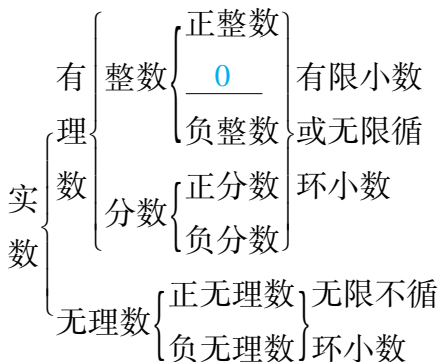 正整数
有 整数 0 有限小数
理 负整数 或无限循
实 数 分数 正分数 环小数
数 负分数
无理数 正无理数 无限不循
负无理数 环小数